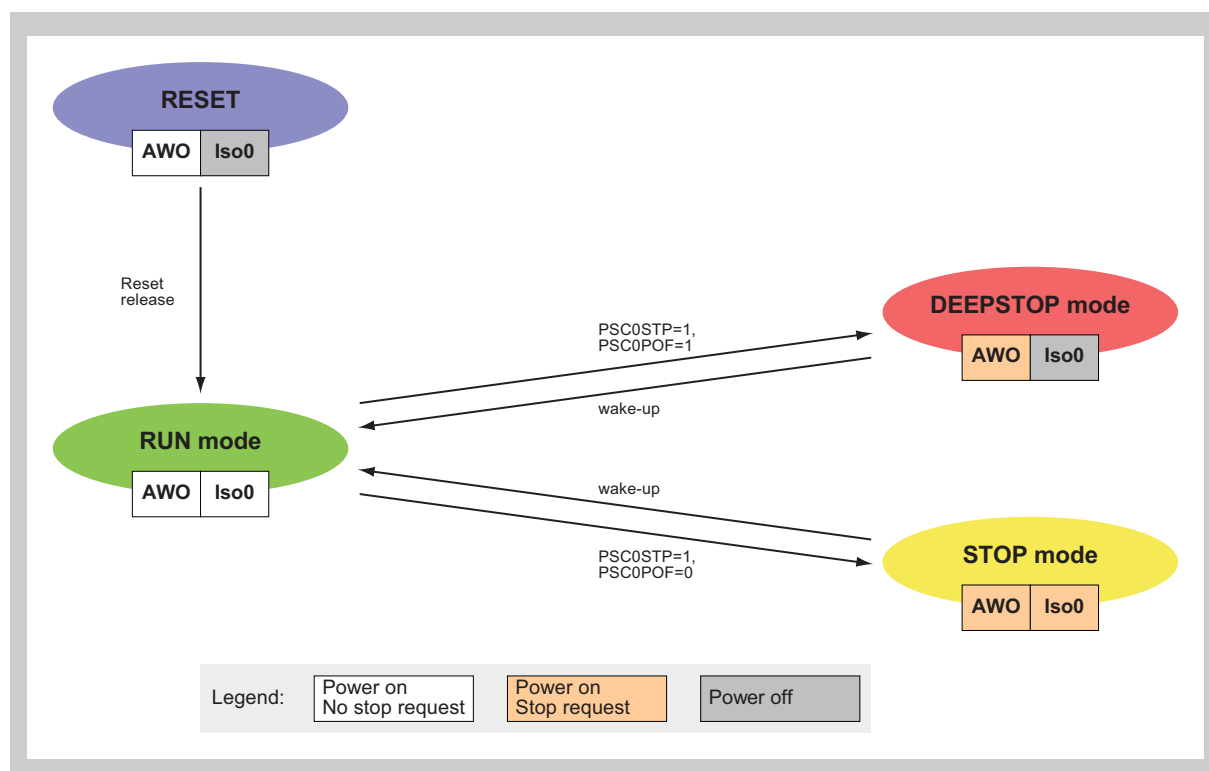 RESET
AWO Iso0
Reset
release
DEEPSTOP mode
AWO Iso0
PSC0STP=1,
PSC0POF=1
wake-up
RUN mode
AWO Iso0
wake-up
PSC0STP=1,
PSC0POF=0
STOP mode
AWO Iso0
Legend:
Power on
No stop request
Power on
Stop request
Power off